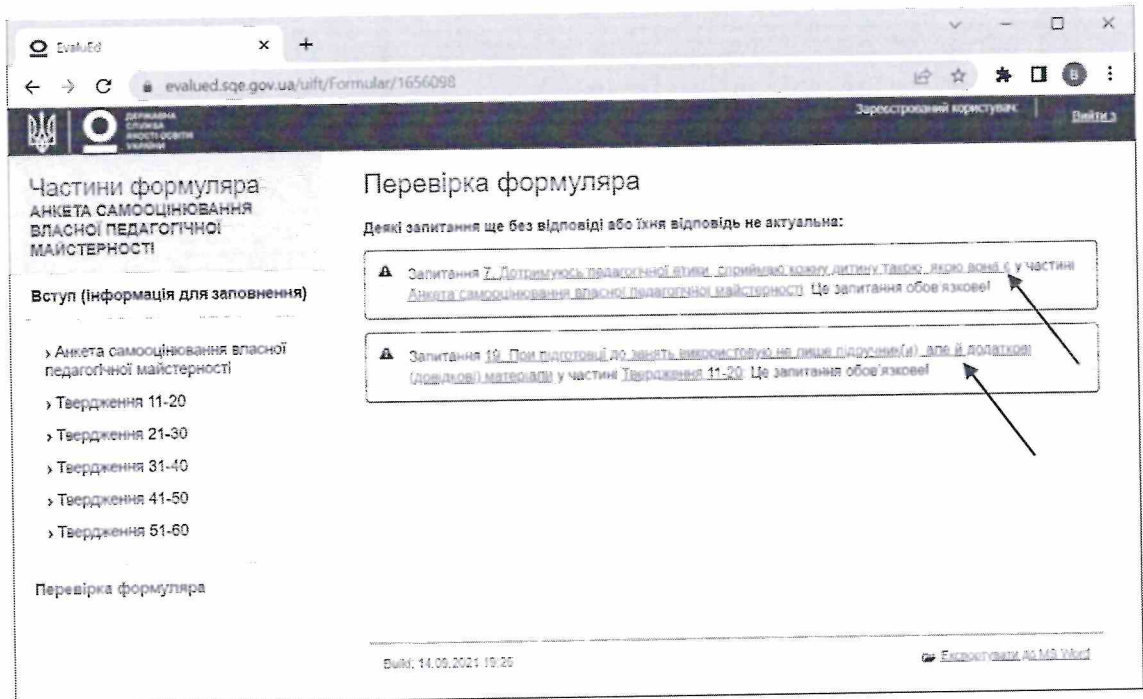 EvaluEd
evalued.sqe.gov.ua/uift/Formular/1656098
B
ДЕРЖАВНА
СЛУЖБА
ЯКОСТІ ОСВІТИ
УКРАЇНИ
Зареєстрований користувач:
Вийти з
Частини формуляра
АНКЕТА САМООЦІНЮВАННЯ
ВЛАСНОЇ ПЕДАГОГІЧНОЇ
МАЙСТЕРНОСТІ
Вступ (інформація для заповнення)
› Анкета самооцінювання власної
педагогічної майстерності
› Твердження 11-20
› Твердження 21-30
› Твердження 31-40
› Твердження 41-50
› Твердження 51-60
Перевірка формуляра
Перевірка формуляра
Деякі запитання ще без відповіді або їхня відповідь не актуальна:
Запитання 7. Дотримуюсь педагогічної етики, сприймаю кожну дитину такою, якою вона є у частині
Анкета самооцінювання власної педагогічної майстерності: Це запитання обов'язкове!
Запитання 19. При підготовці до занять використовую не лише підручник(и), але й додаткові
(довідкові) матеріали у частині Твердження 11-20: Це запитання обов'язкове!
Build: 14.09.2021 19:26
Експортувати до MS Word